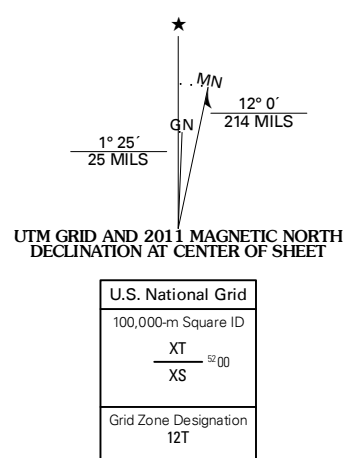 ★
MN
GN
12° 0´
214 MILS
1° 25´
25 MILS
UTM GRID AND 2011 MAGNETIC NORTH
DECLINATION AT CENTER OF SHEET
U.S. National Grid
100,000-m Square ID
XT
5200
XS
Grid Zone Designation
12T